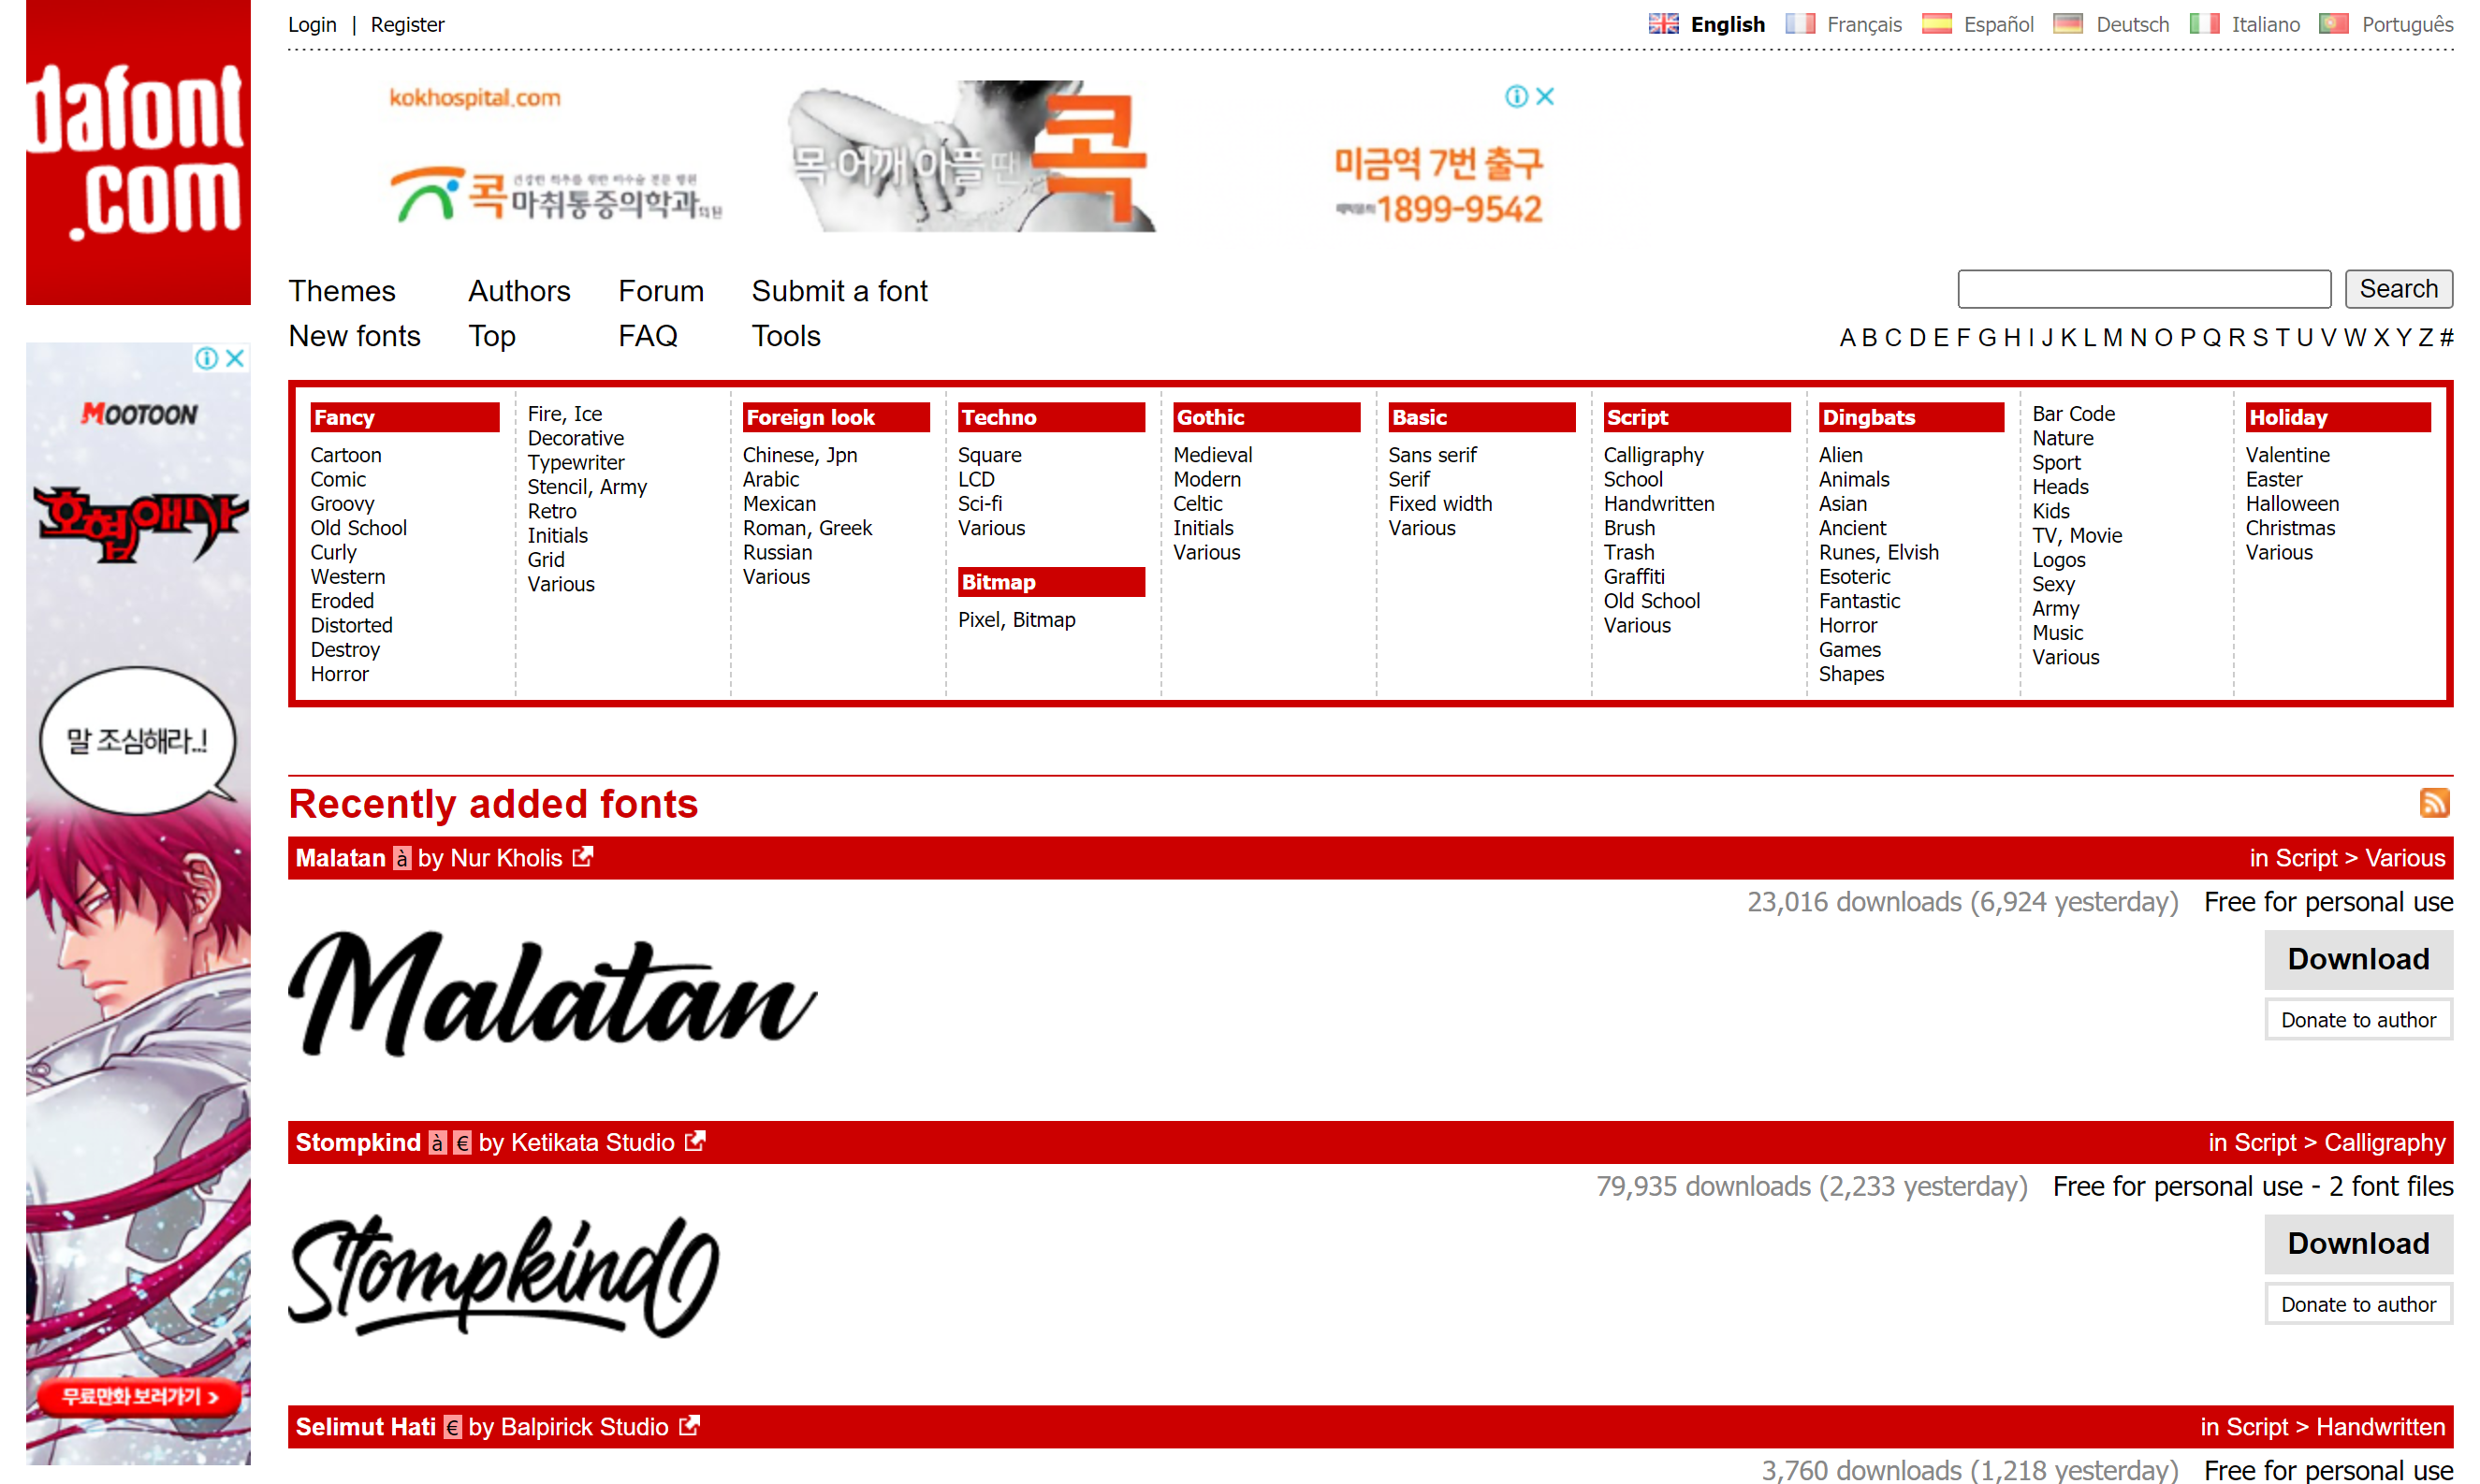 dafont
.com
Login | Register
English Français Español Deutsch Italiano Português
kokhospital.com
목·어깨 아플 땐
콕
콕 마취통증의학과의원
미금역 7번 출구
1899-9542
Themes Authors Forum Submit a font
New fonts Top FAQ Tools
Search
A B C D E F G H I J K L M N O P Q R S T U V W X Y Z #
MOOTOON
호협애사
말 조심해라..!
무료만화 보러가기 >
Fancy
Cartoon
Comic
Groovy
Old School
Curly
Western
Eroded
Distorted
Destroy
Horror
Fire, Ice
Decorative
Typewriter
Stencil, Army
Retro
Initials
Grid
Various
Foreign look
Chinese, Jpn
Arabic
Mexican
Roman, Greek
Russian
Various
Techno
Square
LCD
Sci-fi
Various
Bitmap
Pixel, Bitmap
Gothic
Medieval
Modern
Celtic
Initials
Various
Basic
Sans serif
Serif
Fixed width
Various
Script
Calligraphy
School
Handwritten
Brush
Trash
Graffiti
Old School
Various
Dingbats
Alien
Animals
Asian
Ancient
Runes, Elvish
Esoteric
Fantastic
Horror
Games
Shapes
Bar Code
Nature
Sport
Heads
Kids
TV, Movie
Logos
Sexy
Army
Music
Various
Holiday
Valentine
Easter
Halloween
Christmas
Various
Recently added fonts
Malatan à by Nur Kholis in Script > Various
23,016 downloads (6,924 yesterday) Free for personal use
Malatan
Download
Donate to author
Stompkind à € by Ketikata Studio in Script > Calligraphy
79,935 downloads (2,233 yesterday) Free for personal use - 2 font files
Stompkind
Download
Donate to author
Selimut Hati € by Balpirick Studio in Script > Handwritten
3,760 downloads (1,218 yesterday) Free for personal use